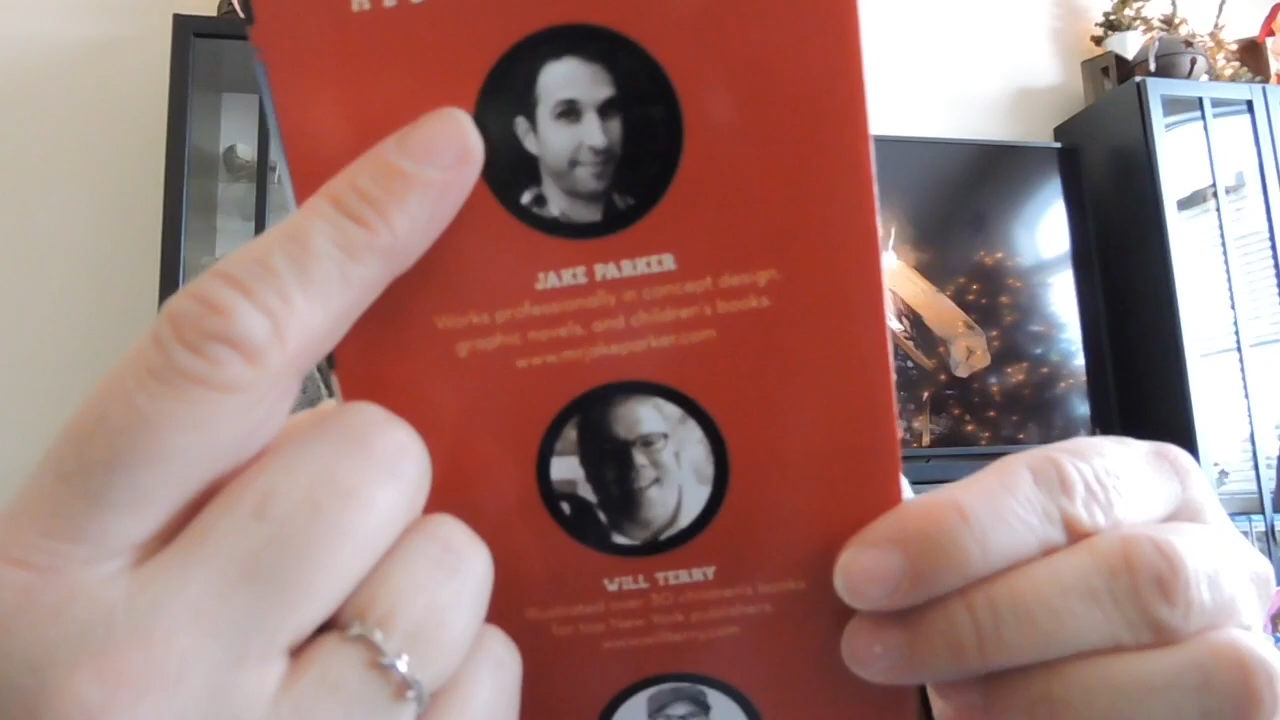 JAKE PARKER
Works professionally in concept design,
graphic novels, and children's books.
www.mrjakeparker.com
WILL TERRY
Illustrated over 30 children's books
for top New York publishers.
www.willterry.com